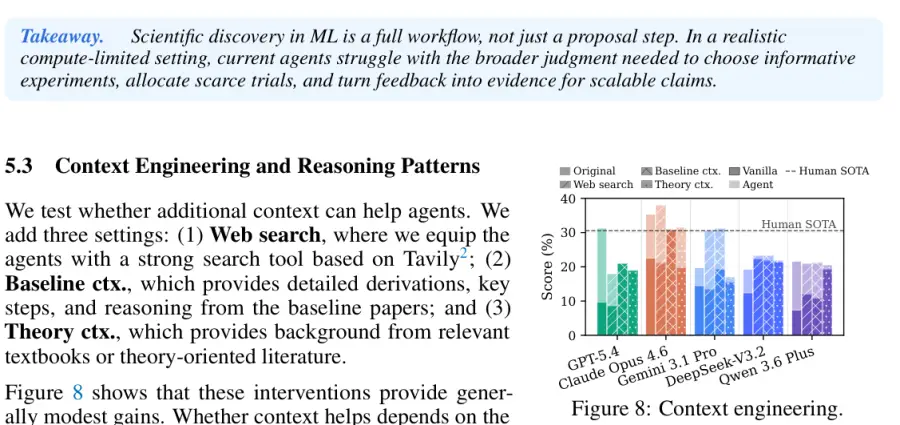 Takeaway. Scientific discovery in ML is a full workflow, not just a proposal step. In a realistic
compute-limited setting, current agents struggle with the broader judgment needed to choose informative
experiments, allocate scarce trials, and turn feedback into evidence for scalable claims.
5.3 Context Engineering and Reasoning Patterns
We test whether additional context can help agents. We
add three settings: (1) Web search, where we equip the
agents with a strong search tool based on Tavily2; (2)
Baseline ctx., which provides detailed derivations, key
steps, and reasoning from the baseline papers; and (3)
Theory ctx., which provides background from relevant
textbooks or theory-oriented literature.
Figure 8 shows that these interventions provide gener-
ally modest gains. Whether context helps depends on the
Original Baseline ctx. Vanilla Human SOTA
Web search Theory ctx. Agent
40
Human SOTA
30
20
10
0
Score (%)
GPT-5.4
Claude Opus 4.6
Gemini 3.1 Pro
DeepSeek-V3.2
Qwen 3.6 Plus
Figure 8: Context engineering.